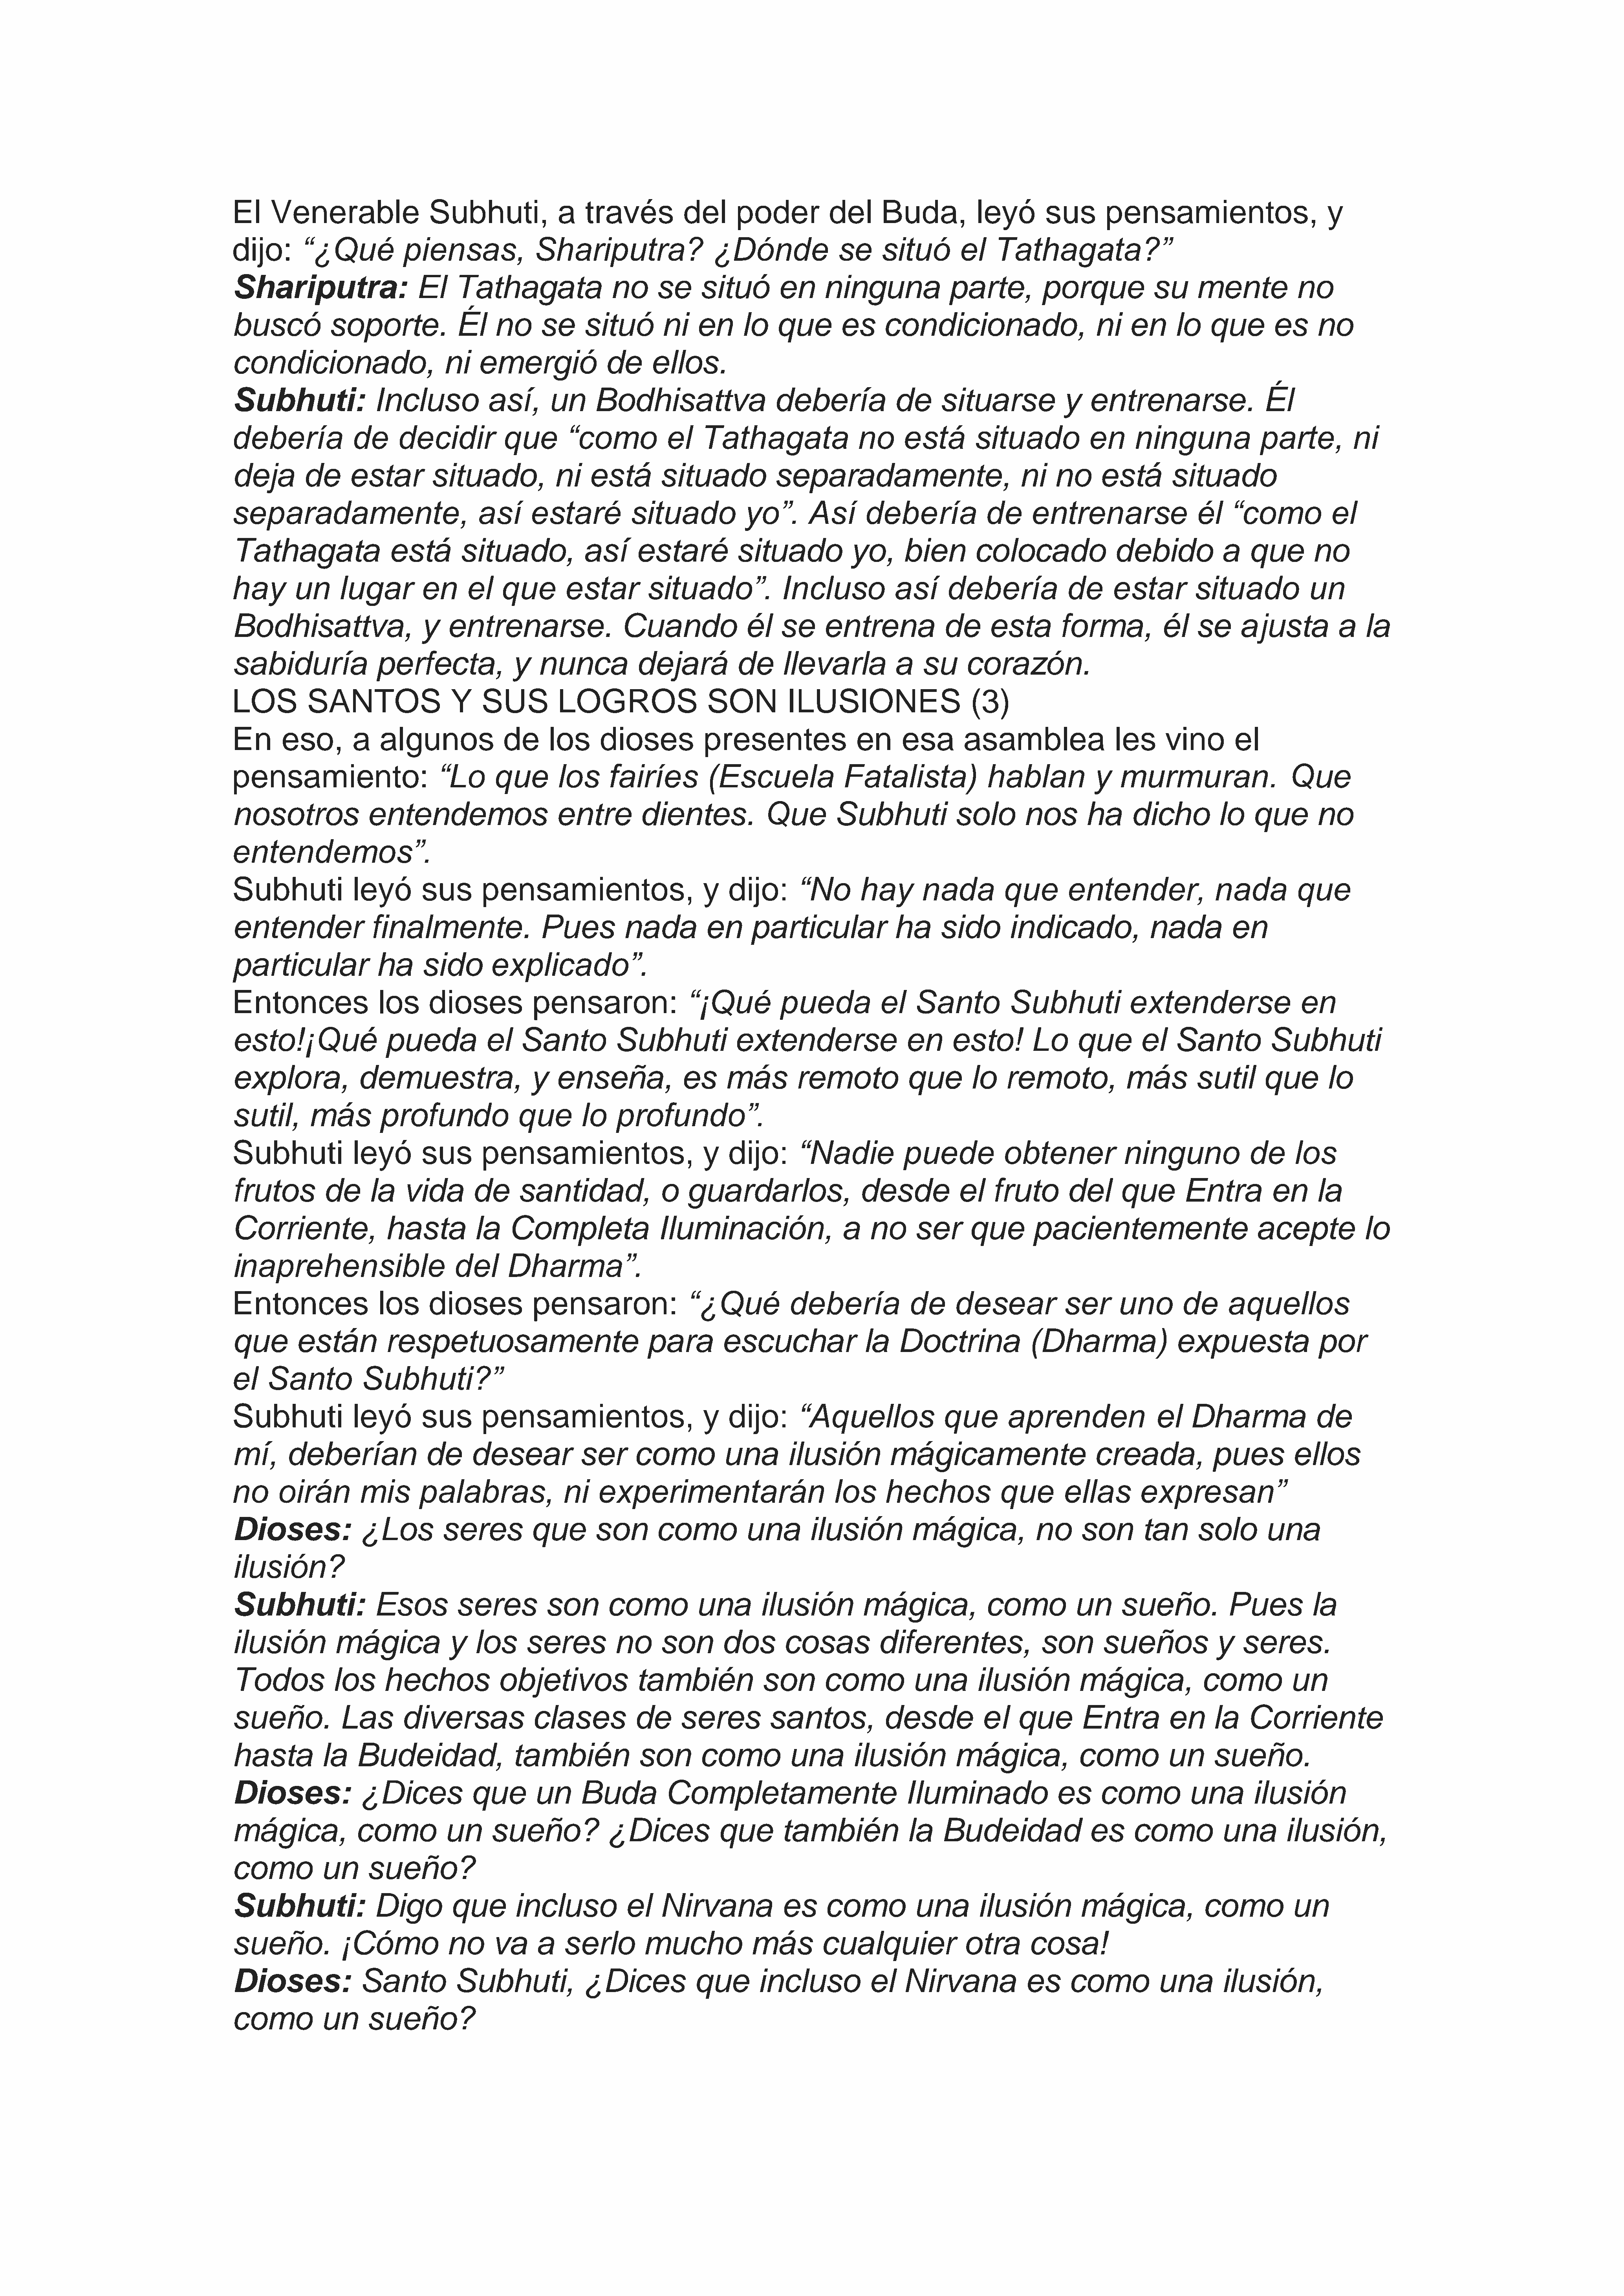 El Venerable Subhuti, a través del poder del Buda, leyó sus pensamientos, y
dijo: “¿Qué piensas, Shariputra? ¿Dónde se situó el Tathagata?”
Shariputra: El Tathagata no se situó en ninguna parte, porque su mente no
buscó soporte. Él no se situó ni en lo que es condicionado, ni en lo que es no
condicionado, ni emergió de ellos.
Subhuti: Incluso así, un Bodhisattva debería de situarse y entrenarse. Él
debería de decidir que “como el Tathagata no está situado en ninguna parte, ni
deja de estar situado, ni está situado separadamente, ni no está situado
separadamente, así estaré situado yo”. Así debería de entrenarse él “como el
Tathagata está situado, así estaré situado yo, bien colocado debido a que no
hay un lugar en el que estar situado”. Incluso así debería de estar situado un
Bodhisattva, y entrenarse. Cuando él se entrena de esta forma, él se ajusta a la
sabiduría perfecta, y nunca dejará de llevarla a su corazón.
LOS SANTOS Y SUS LOGROS SON ILUSIONES (3)
En eso, a algunos de los dioses presentes en esa asamblea les vino el
pensamiento: “Lo que los fairíes (Escuela Fatalista) hablan y murmuran. Que
nosotros entendemos entre dientes. Que Subhuti solo nos ha dicho lo que no
entendemos”.
Subhuti leyó sus pensamientos, y dijo: “No hay nada que entender, nada que
entender finalmente. Pues nada en particular ha sido indicado, nada en
particular ha sido explicado”.
Entonces los dioses pensaron: “¡Qué pueda el Santo Subhuti extenderse en
esto!¡Qué pueda el Santo Subhuti extenderse en esto! Lo que el Santo Subhuti
explora, demuestra, y enseña, es más remoto que lo remoto, más sutil que lo
sutil, más profundo que lo profundo”.
Subhuti leyó sus pensamientos, y dijo: “Nadie puede obtener ninguno de los
frutos de la vida de santidad, o guardarlos, desde el fruto del que Entra en la
Corriente, hasta la Completa Iluminación, a no ser que pacientemente acepte lo
inaprehensible del Dharma”.
Entonces los dioses pensaron: “¿Qué debería de desear ser uno de aquellos
que están respetuosamente para escuchar la Doctrina (Dharma) expuesta por
el Santo Subhuti?”
Subhuti leyó sus pensamientos, y dijo: “Aquellos que aprenden el Dharma de
mí, deberían de desear ser como una ilusión mágicamente creada, pues ellos
no oirán mis palabras, ni experimentarán los hechos que ellas expresan”
Dioses: ¿Los seres que son como una ilusión mágica, no son tan solo una
ilusión?
Subhuti: Esos seres son como una ilusión mágica, como un sueño. Pues la
ilusión mágica y los seres no son dos cosas diferentes, son sueños y seres.
Todos los hechos objetivos también son como una ilusión mágica, como un
sueño. Las diversas clases de seres santos, desde el que Entra en la Corriente
hasta la Budeidad, también son como una ilusión mágica, como un sueño.
Dioses: ¿Dices que un Buda Completamente Iluminado es como una ilusión
mágica, como un sueño? ¿Dices que también la Budeidad es como una ilusión,
como un sueño?
Subhuti: Digo que incluso el Nirvana es como una ilusión mágica, como un
sueño. ¡Cómo no va a serlo mucho más cualquier otra cosa!
Dioses: Santo Subhuti, ¿Dices que incluso el Nirvana es como una ilusión,
como un sueño?